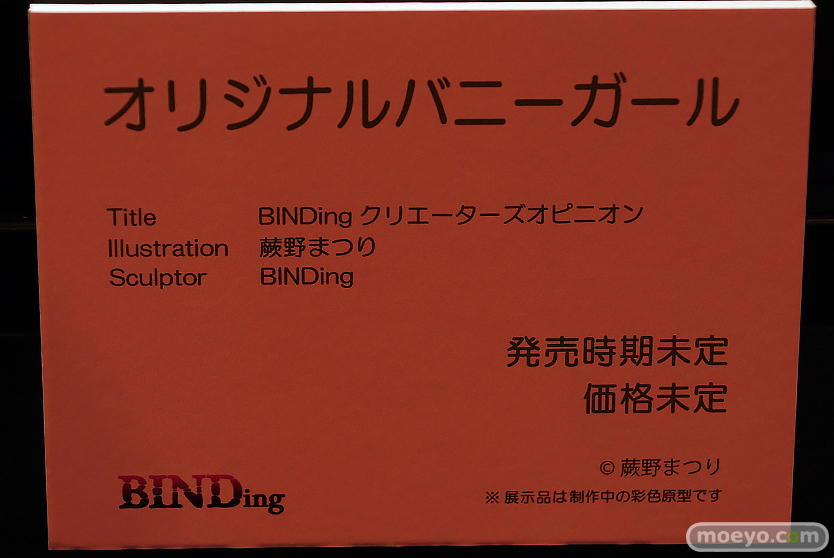 オリジナルバニーガール
Title BINDing クリエーターズオピニオン
Illustration 蕨野まつり
Sculptor BINDing
発売時期未定
価格未定
© 蕨野まつり
BINDing
※展示品は制作中の彩色原型です
moeyo.com